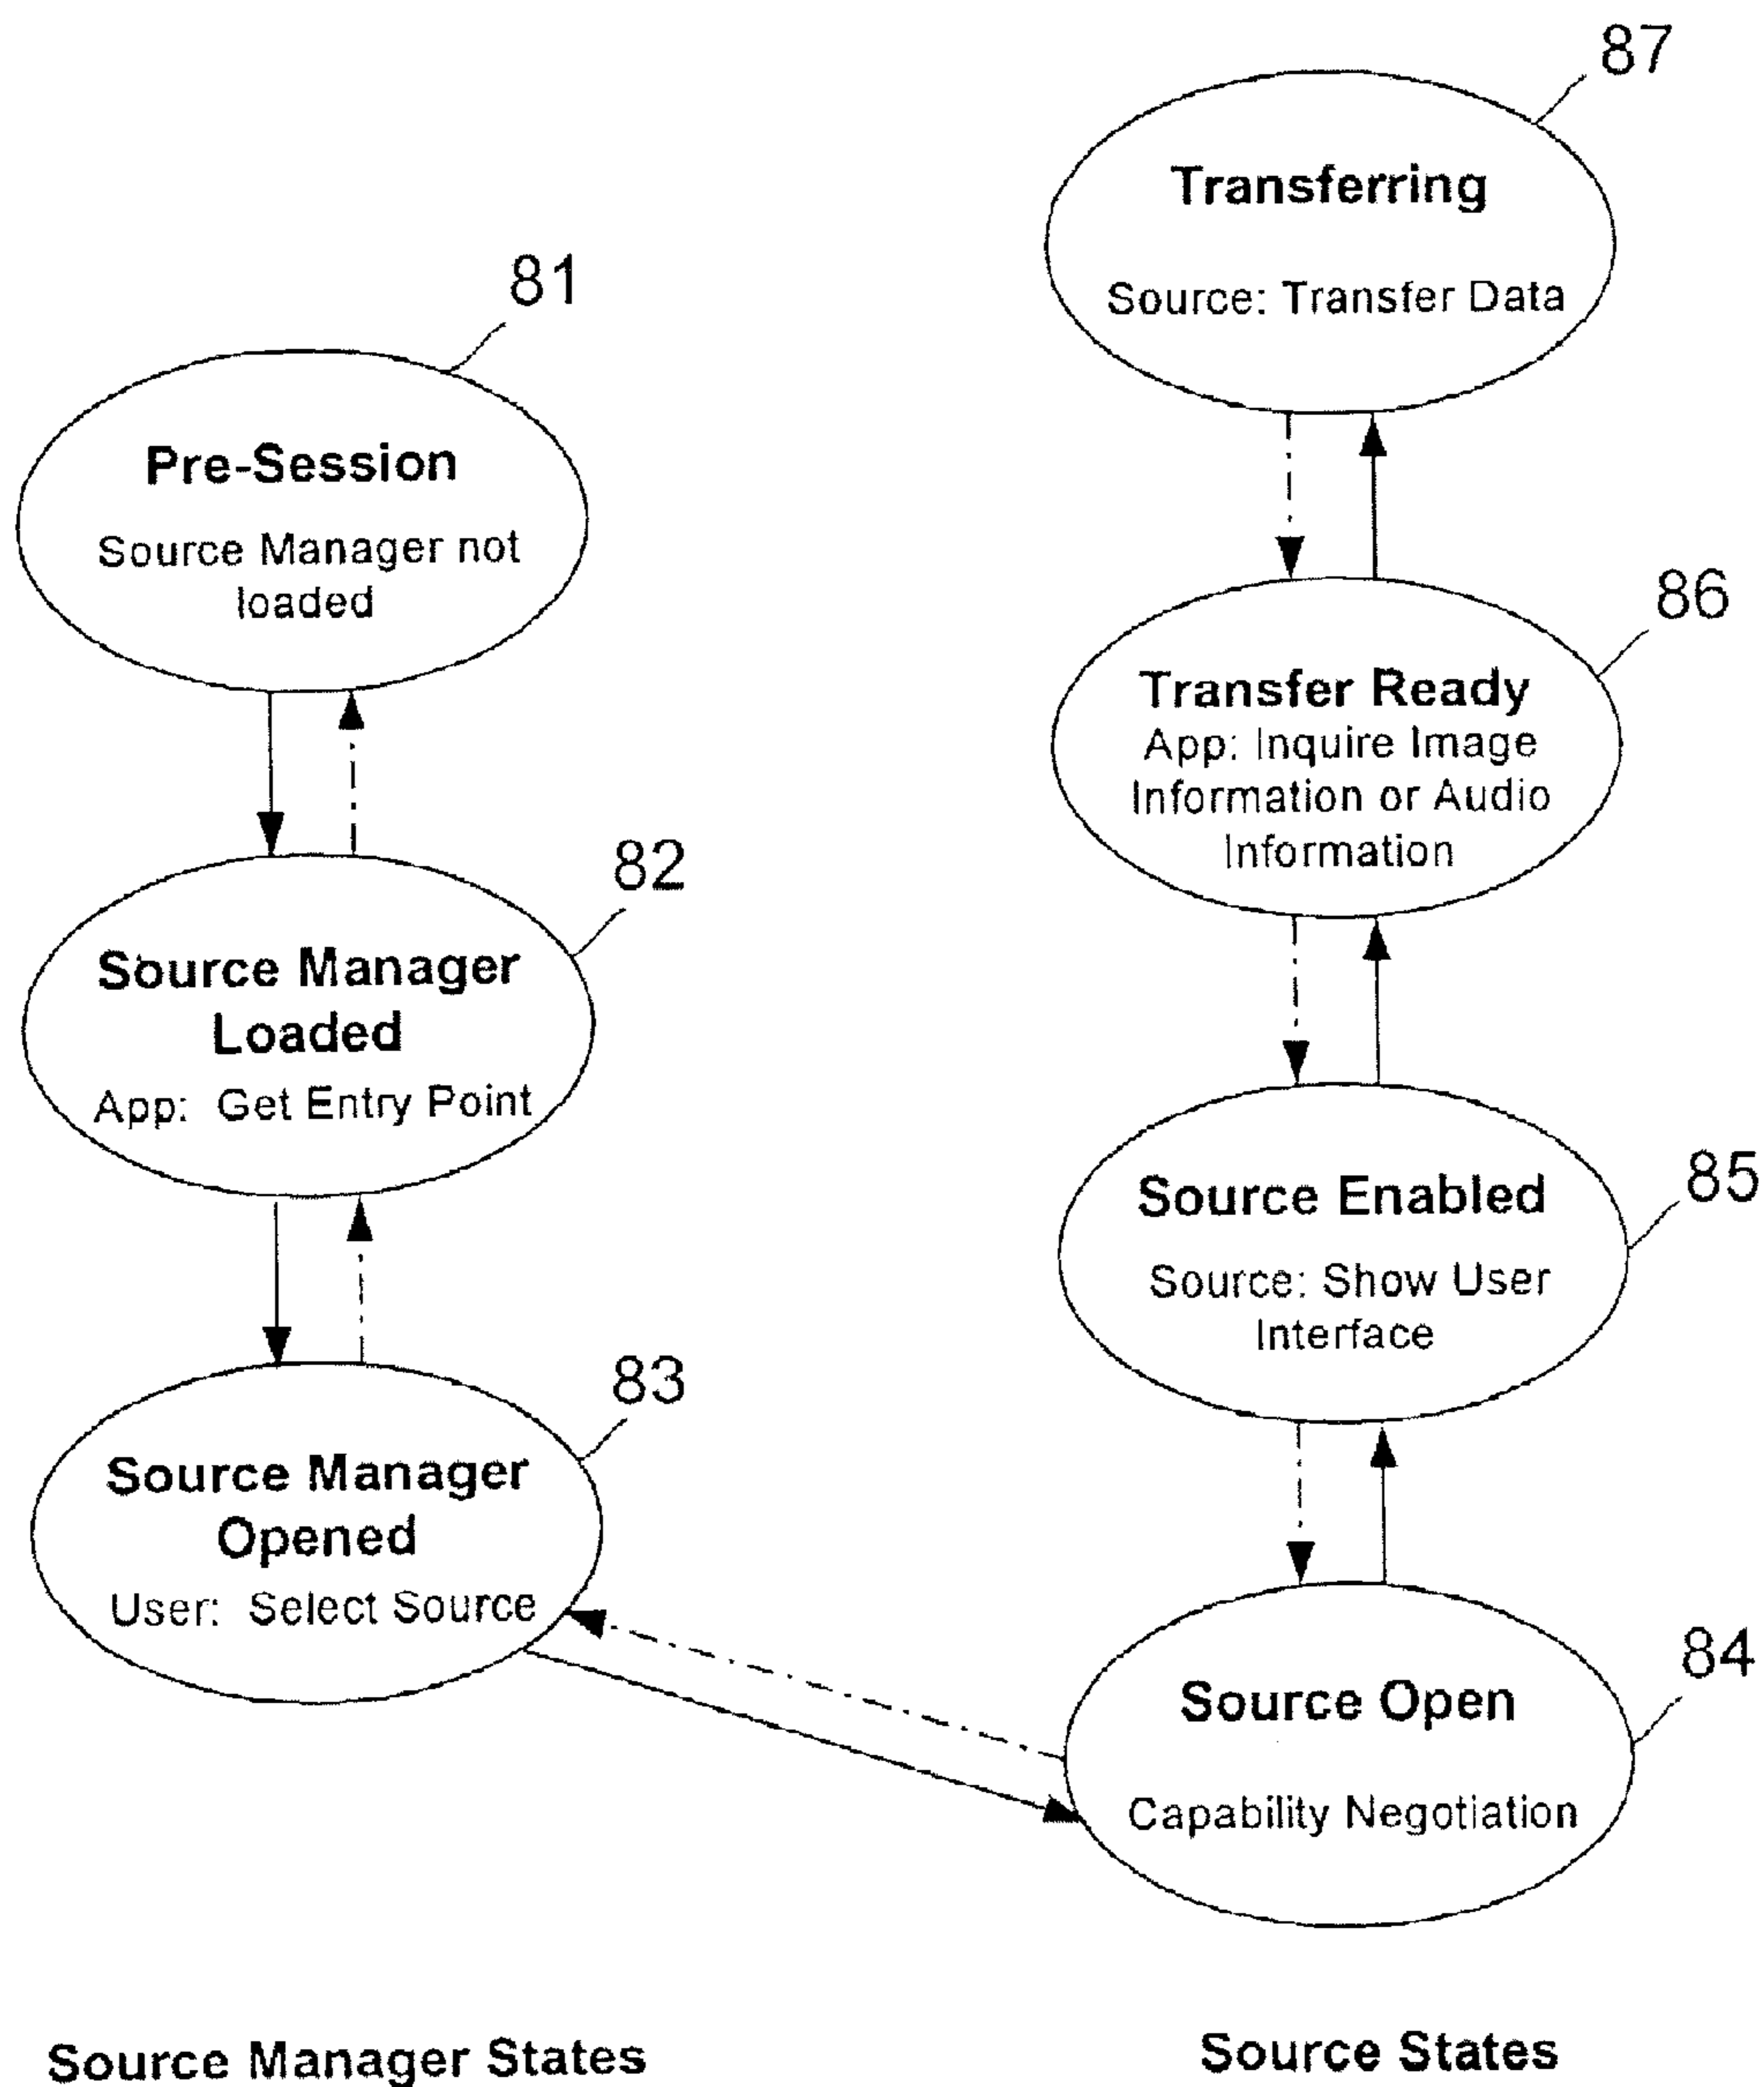 81
Pre-Session
Source Manager not
loaded
82
Source Manager
Loaded
App: Get Entry Point
83
Source Manager
Opened
User: Select Source
Source Manager States
87
Transferring
Source: Transfer Data
86
Transfer Ready
App: Inquire Image
Information or Audio
Information
85
Source Enabled
Source: Show User
Interface
84
Source Open
Capability Negotiation
Source States